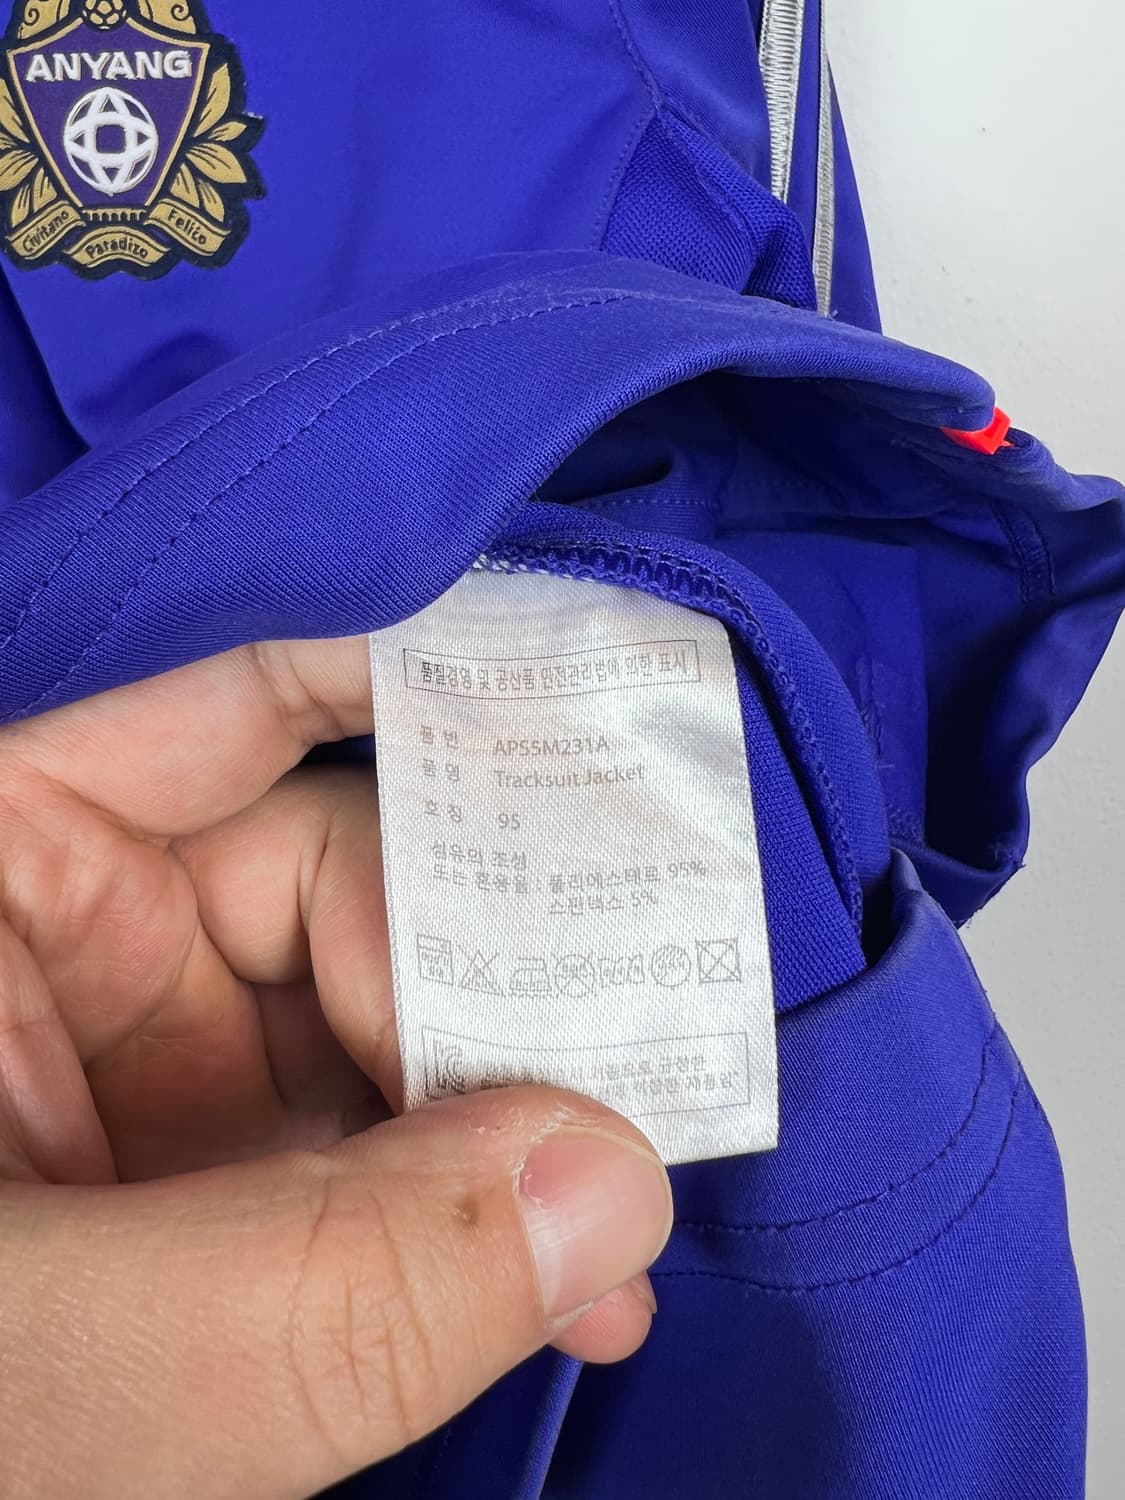 ANYANG
Civitano
Paradizo
Felico
품질경영 및 공산품 안전관리법에 의한 표시
품 번 APS5M231A
품 명 Tracksuit Jacket
호 칭 95
섬유의 조성
또는 혼용율 : 폴리에스테르 95%
스판덱스 5%